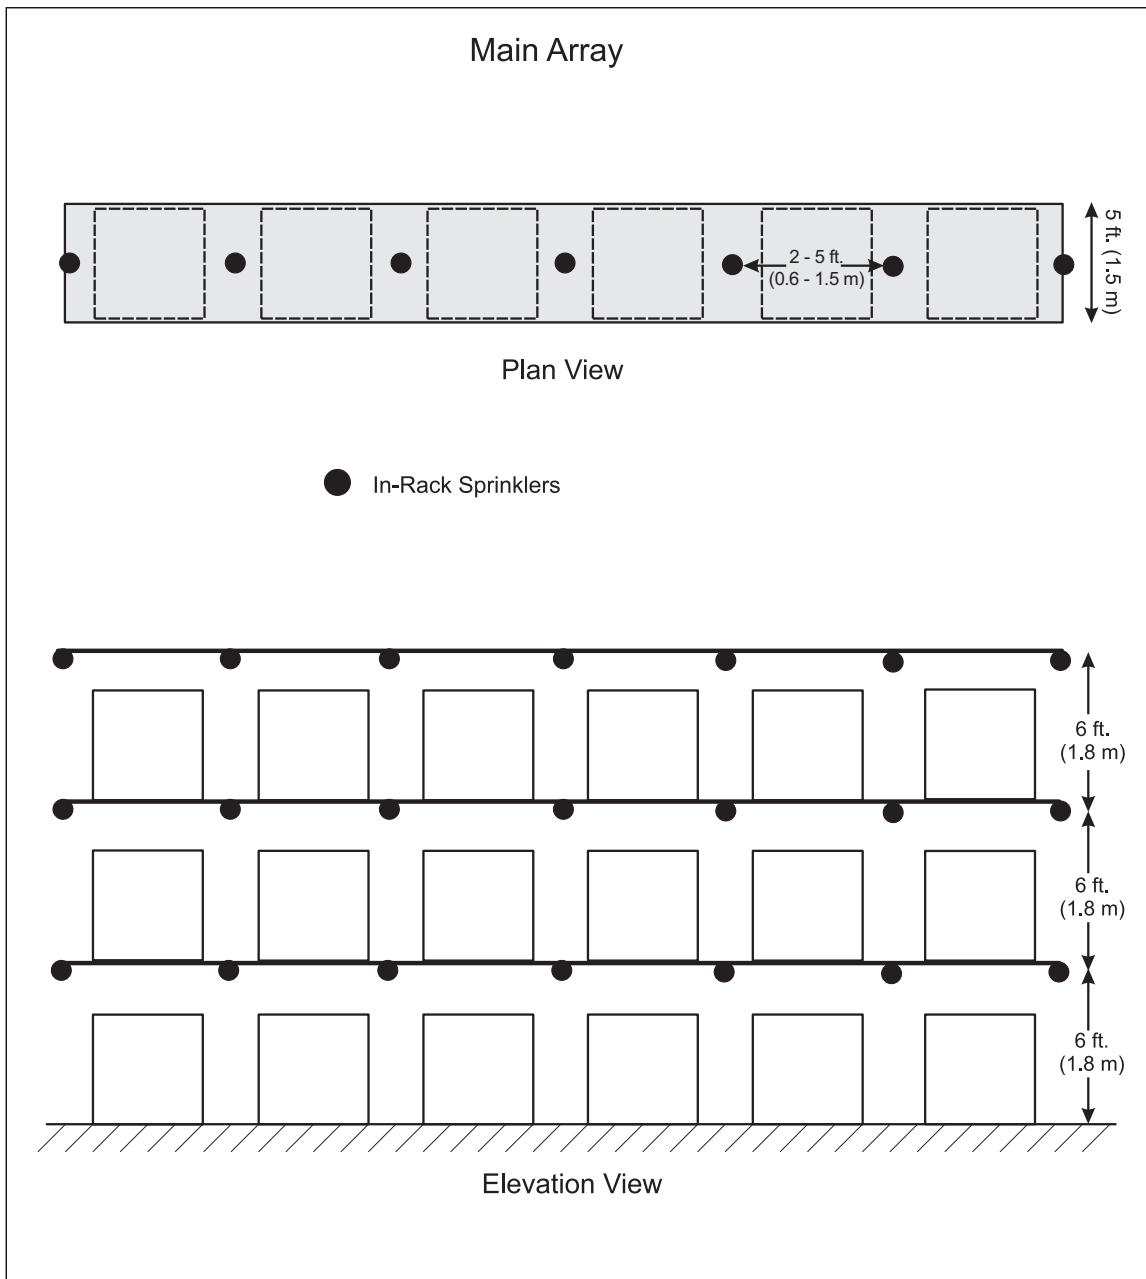 Main Array
2 - 5 ft.
(0.6 - 1.5 m)
5 ft. (1.5 m)
Plan View
In-Rack Sprinklers
6 ft.
(1.8 m)
6 ft.
(1.8 m)
6 ft.
(1.8 m)
Elevation View